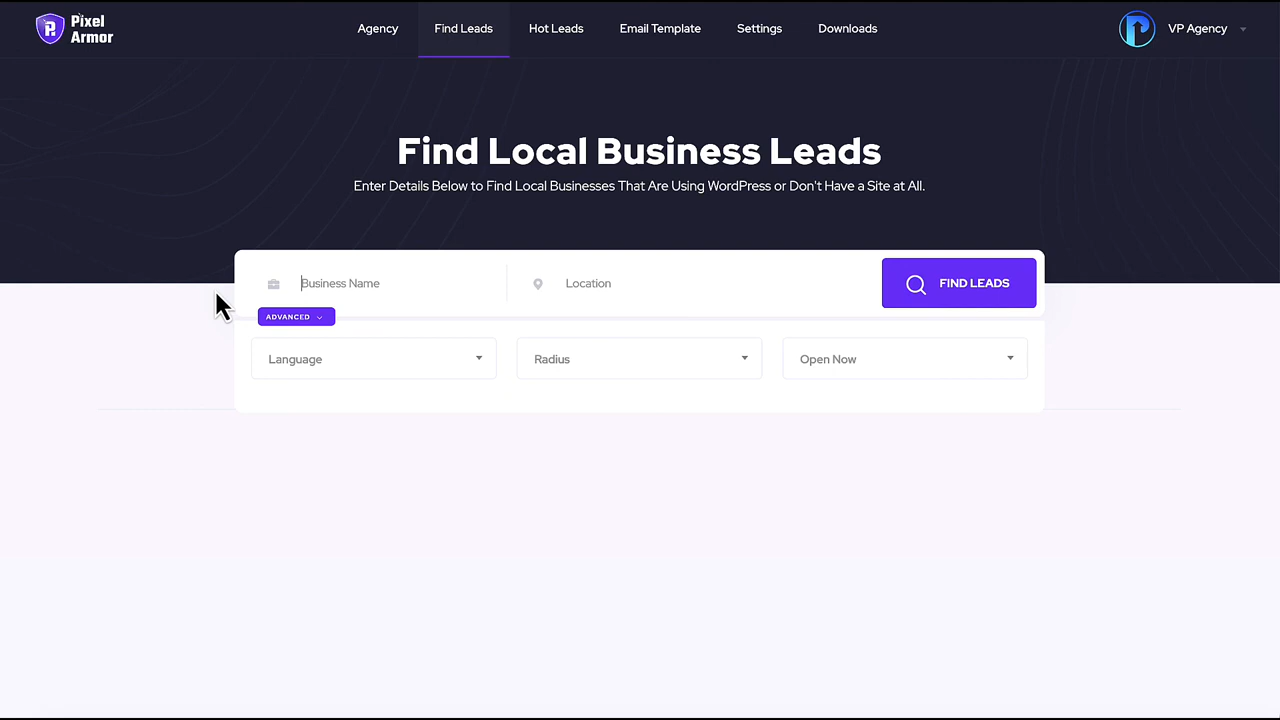 Pixel
Armor
Agency
Find Leads
Hot Leads
Email Template
Settings
Downloads
VP Agency
Find Local Business Leads
Enter Details Below to Find Local Businesses That Are Using WordPress or Don't Have a Site at All.
Business Name
Location
FIND LEADS
ADVANCED
Language
Radius
Open Now